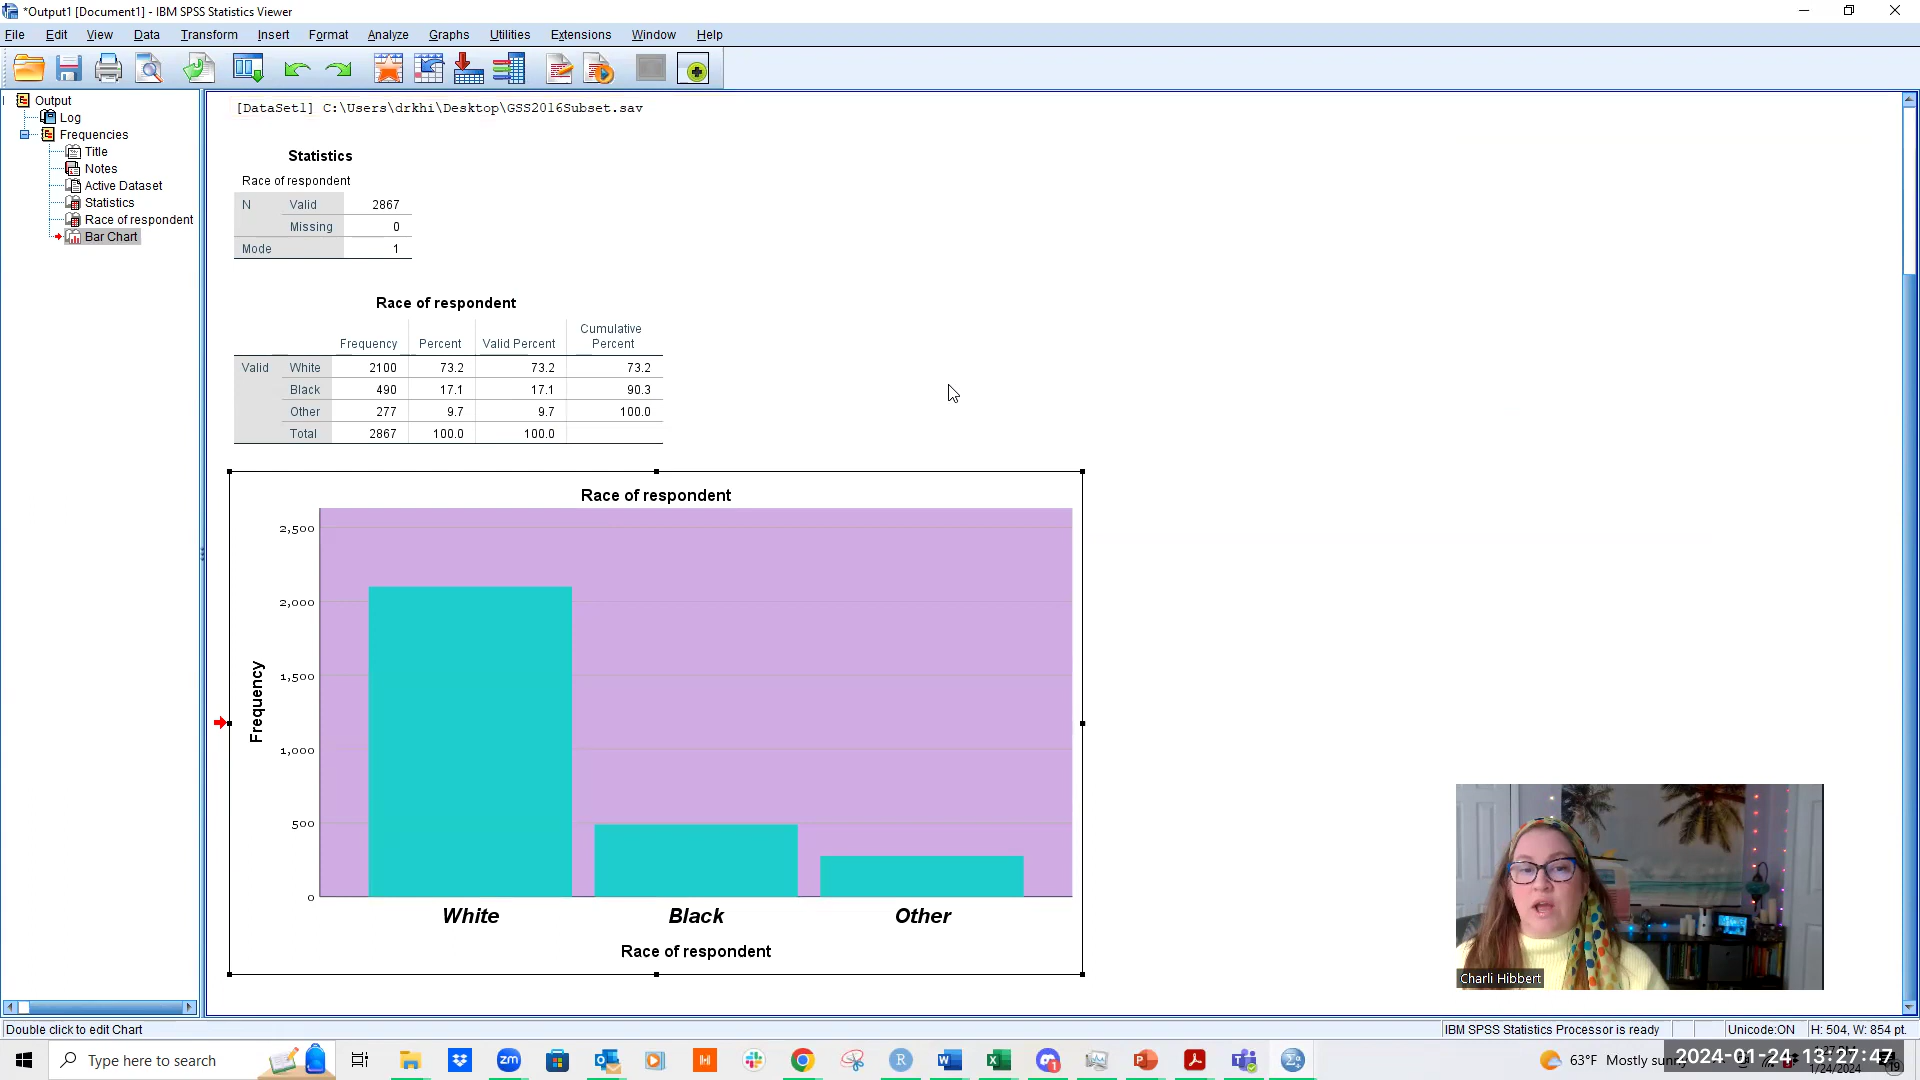 *Output1 [Document1] - IBM SPSS Statistics Viewer
File Edit View Data Transform Insert Format Analyze Graphs Utilities Extensions Window Help
Output
Log
Frequencies
Title
Notes
Active Dataset
Statistics
Race of respondent
Bar Chart
[DataSet1] C:\Users\drkhi\Desktop\GSS2016Subset.sav
Statistics
Race of respondent
N Valid 2867
Missing 0
Mode 1
Race of respondent
Frequency Percent Valid Percent Cumulative Percent
Valid White 2100 73.2 73.2 73.2
Black 490 17.1 17.1 90.3
Other 277 9.7 9.7 100.0
Total 2867 100.0 100.0
Race of respondent
2,500
2,000
1,500
1,000
500
0
Frequency
White Black Other
Race of respondent
Charli Hibbert
Double click to edit Chart
IBM SPSS Statistics Processor is ready Unicode:ON H: 504, W: 854 pt.
Type here to search
63°F Mostly sunny
2024-01-24 13:27:47
1/24/2024